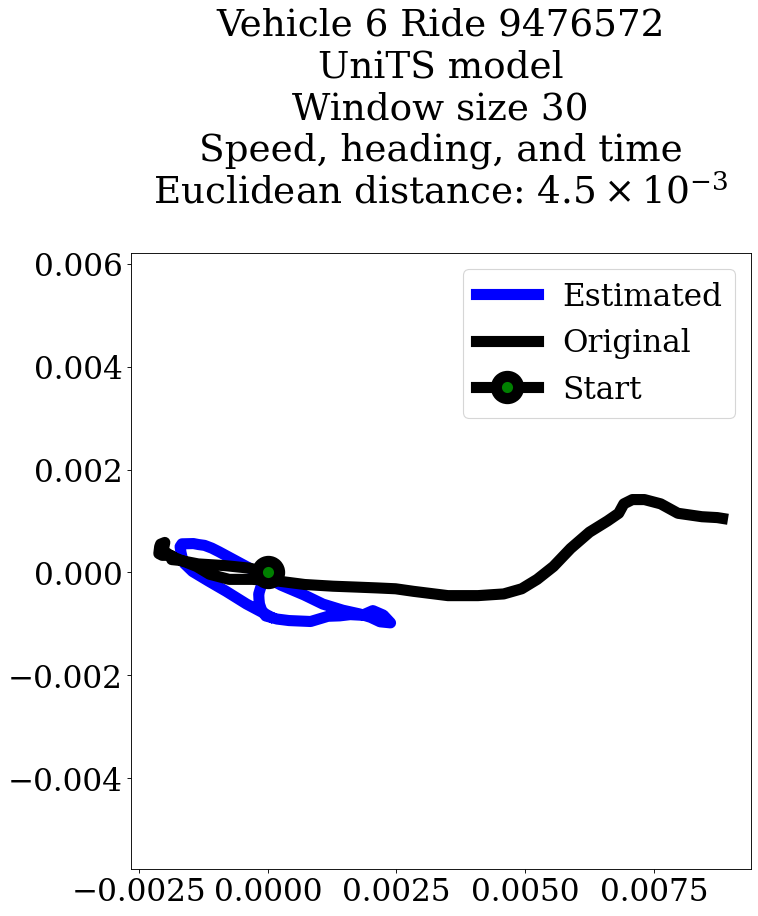 Vehicle 6 Ride 9476572
UniTS model
Window size 30
Speed, heading, and time
Euclidean distance: 4.5 × 10⁻³
0.006
0.004
0.002
0.000
−0.002
−0.004
Estimated
Original
Start
−0.0025 0.0000 0.0025 0.0050 0.0075